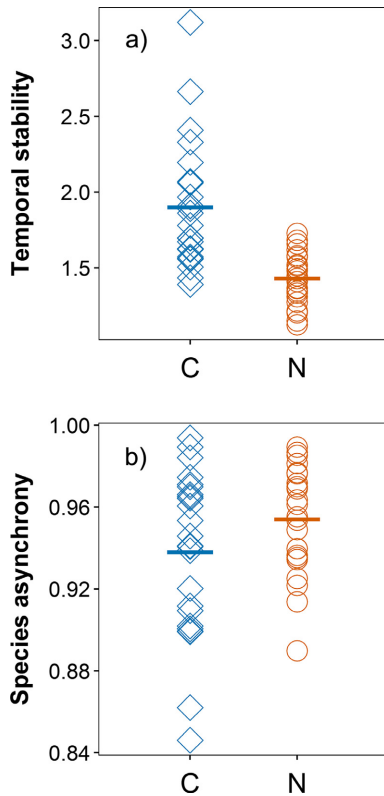 a)
Temporal stability
3.0
2.5
2.0
1.5
C N
b)
Species asynchrony
1.00
0.96
0.92
0.88
0.84
C N